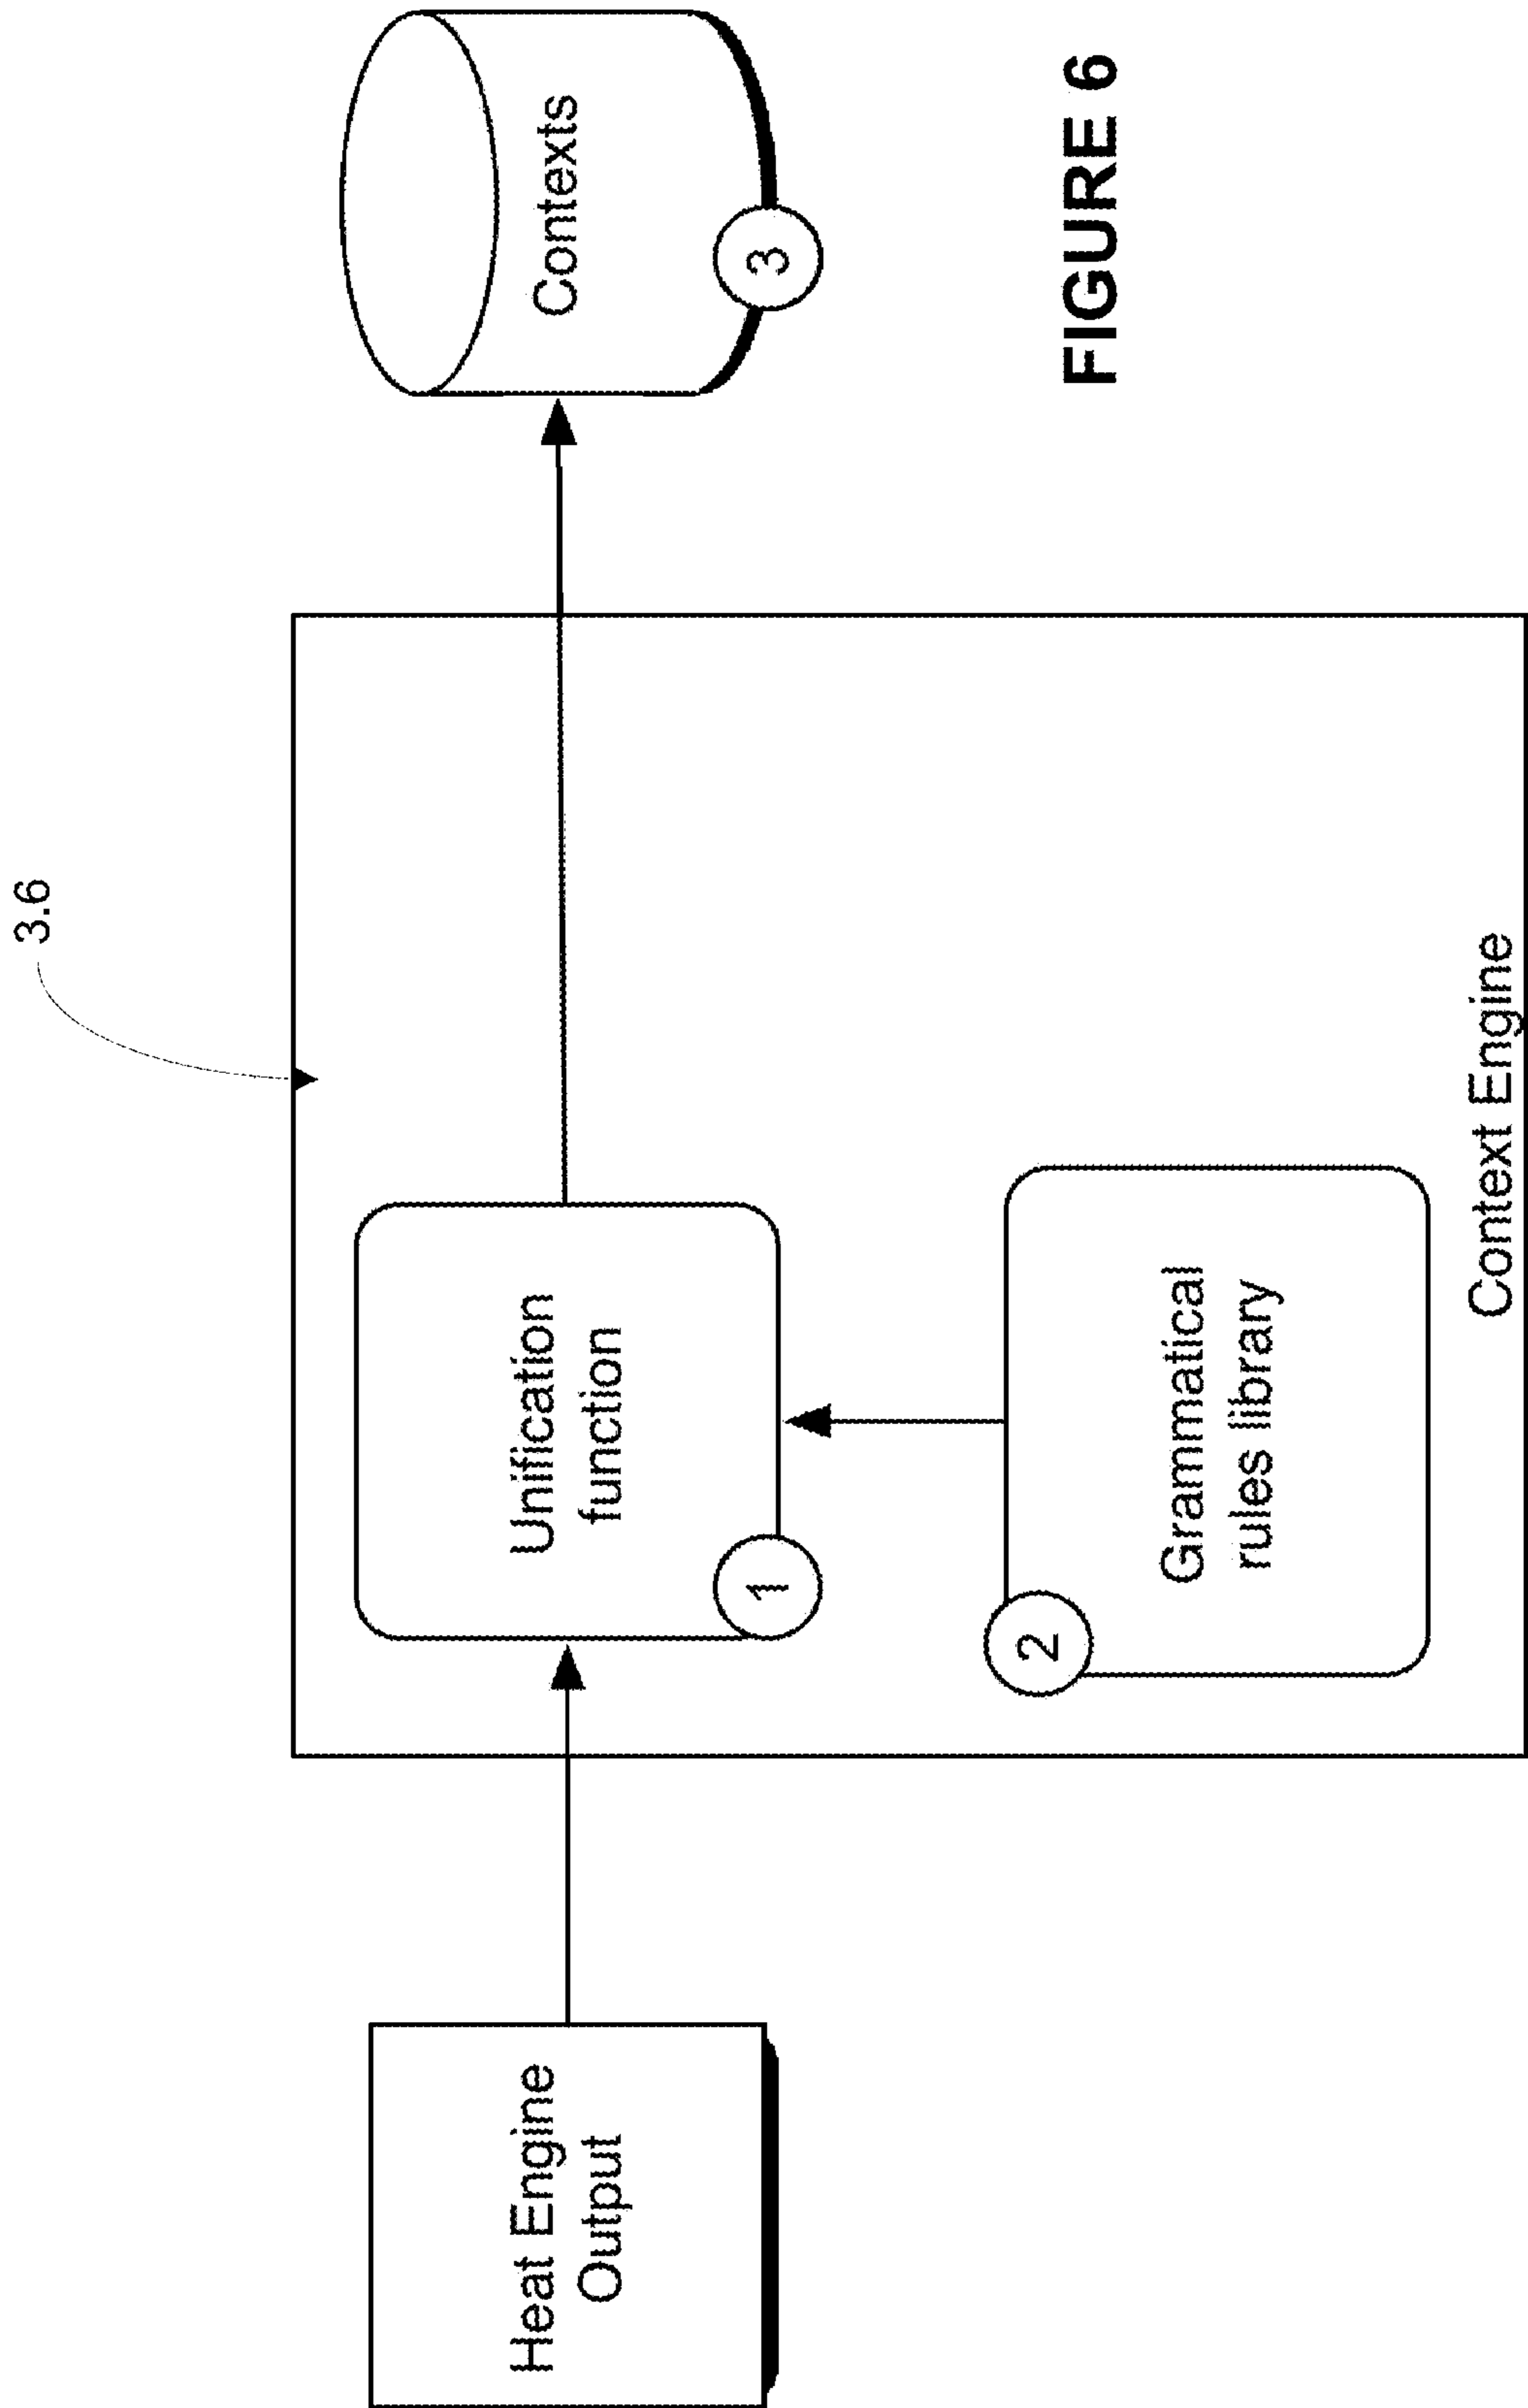 3.6
Heat Engine
Output
Unification
function
1
Contexts
3
2
Grammatical
rules library
Context Engine
FIGURE 6